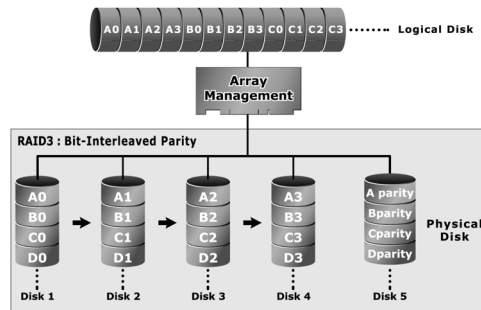 A0 A1 A2 A3 B0 B1 B2 B3 C0 C1 C2 C3 Logical Disk
Array
Management
RAID3 : Bit-Interleaved Parity
A0 A1 A2 A3 A parity
B0 B1 B2 B3 Bparity
C0 C1 C2 C3 Cparity
D0 D1 D2 D3 Dparity
Physical
Disk
Disk 1 Disk 2 Disk 3 Disk 4 Disk 5